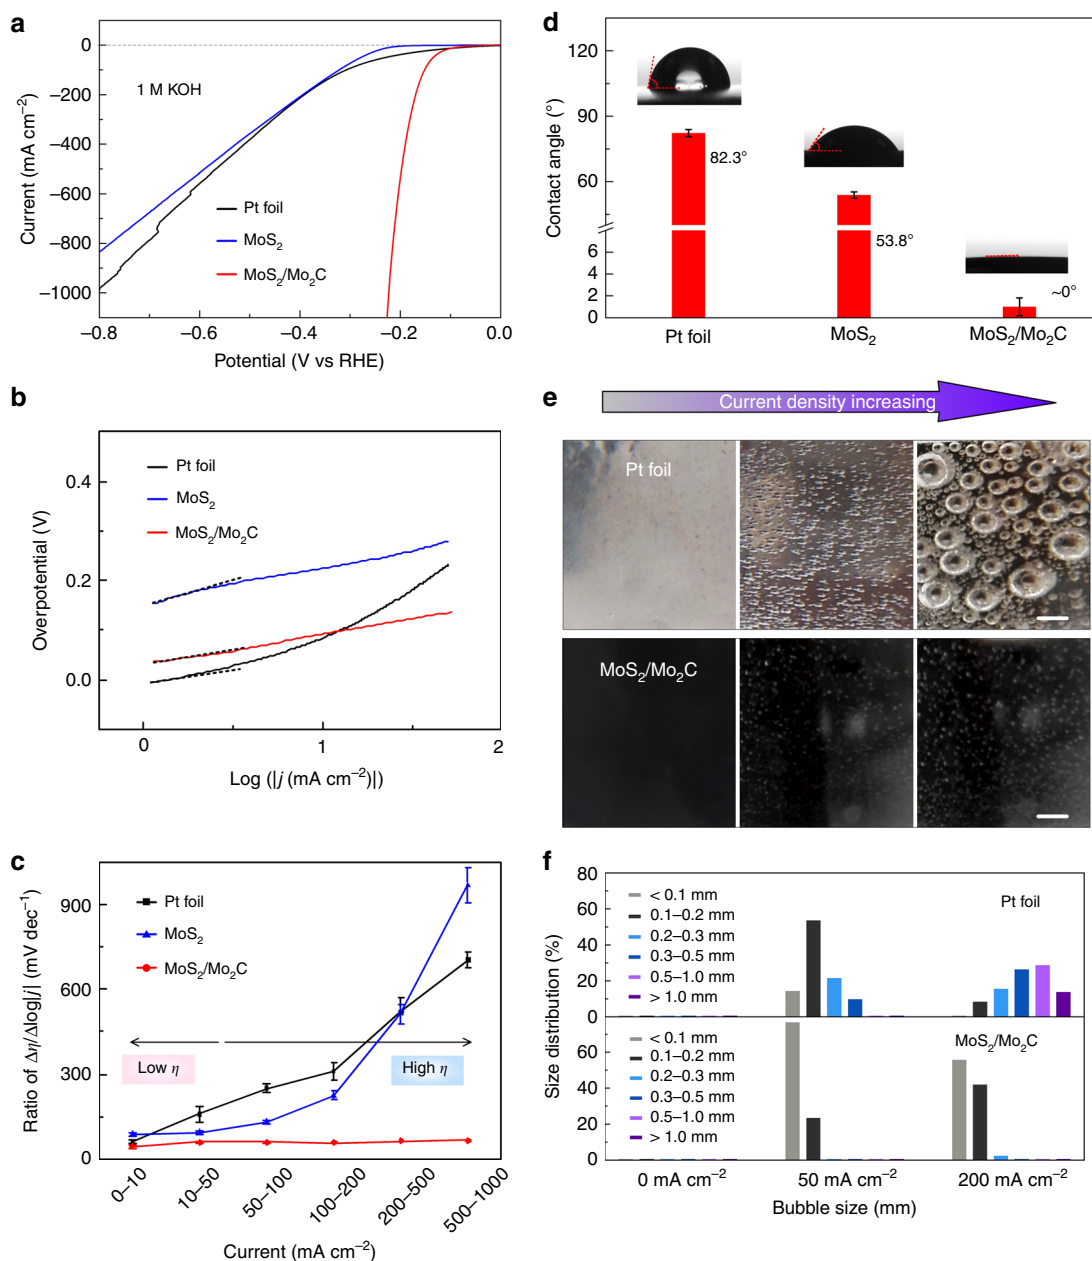 a
0
−200
−400
−600
−800
−1000
Current (mA cm⁻²)
1 M KOH
Pt foil
MoS₂
MoS₂/Mo₂C
−0.8
−0.6
−0.4
−0.2
0.0
Potential (V vs RHE)
b
0.4
0.2
0.0
Overpotential (V)
Pt foil
MoS₂
MoS₂/Mo₂C
0
1
2
Log (|j (mA cm⁻²)|)
c
900
600
300
0
Ratio of Δη/Δlog|j| (mV dec⁻¹)
Pt foil
MoS₂
MoS₂/Mo₂C
Low η
High η
0–10
10–50
50–100
100–200
200–500
500–1000
Current (mA cm⁻²)
d
120
90
60
6
4
2
0
Contact angle (°)
82.3°
53.8°
~0°
Pt foil
MoS₂
MoS₂/Mo₂C
e
Current density increasing
Pt foil
MoS₂/Mo₂C
f
80
60
40
20
0
60
40
20
0
Size distribution (%)
< 0.1 mm
0.1–0.2 mm
0.2–0.3 mm
0.3–0.5 mm
0.5–1.0 mm
> 1.0 mm
Pt foil
< 0.1 mm
0.1–0.2 mm
0.2–0.3 mm
0.3–0.5 mm
0.5–1.0 mm
> 1.0 mm
MoS₂/Mo₂C
0 mA cm⁻²
50 mA cm⁻²
200 mA cm⁻²
Bubble size (mm)